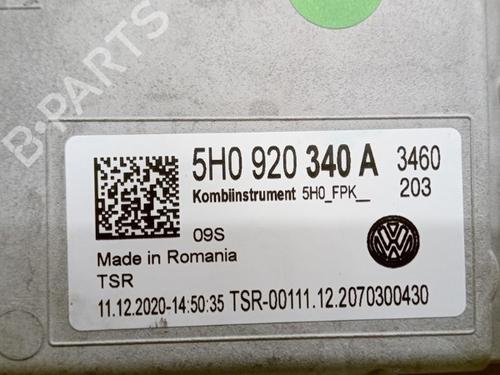 B-PARTS
5H0 920 340 A 3460
Kombiinstrument 5H0_FPK__ 203
09S
Made in Romania
TSR
11.12.2020-14:50:35 TSR-00111.12.2070300430